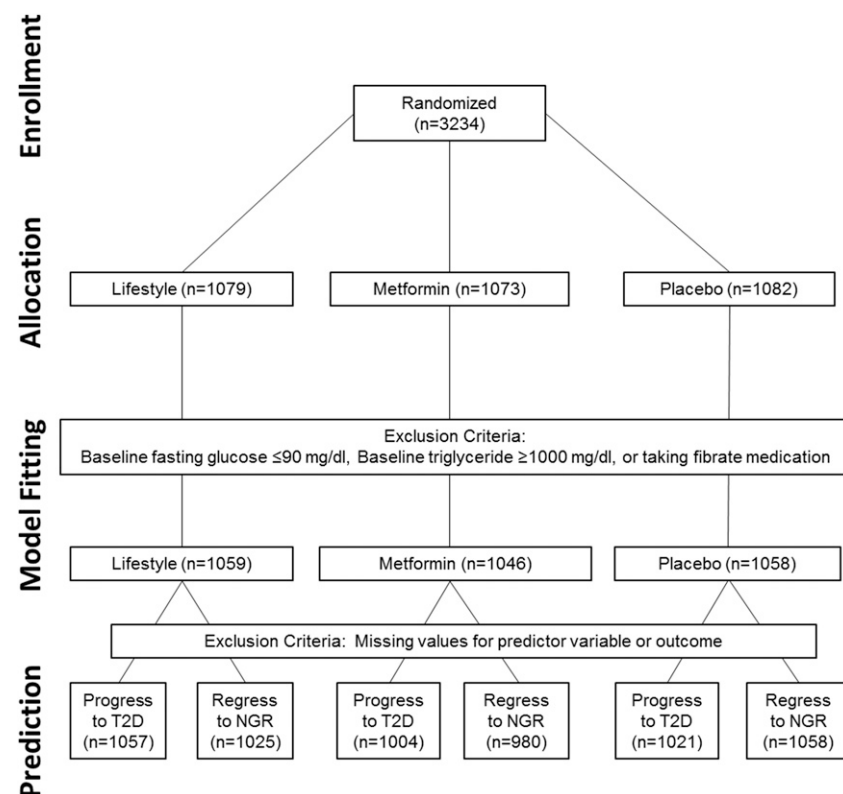 Enrollment
Randomized
(n=3234)
Allocation
Lifestyle (n=1079)
Metformin (n=1073)
Placebo (n=1082)
Model Fitting
Exclusion Criteria:
Baseline fasting glucose ≤90 mg/dl, Baseline triglyceride ≥1000 mg/dl, or taking fibrate medication
Lifestyle (n=1059)
Metformin (n=1046)
Placebo (n=1058)
Exclusion Criteria: Missing values for predictor variable or outcome
Prediction
Progress
to T2D
(n=1057)
Regress
to NGR
(n=1025)
Progress
to T2D
(n=1004)
Regress
to NGR
(n=980)
Progress
to T2D
(n=1021)
Regress
to NGR
(n=1058)